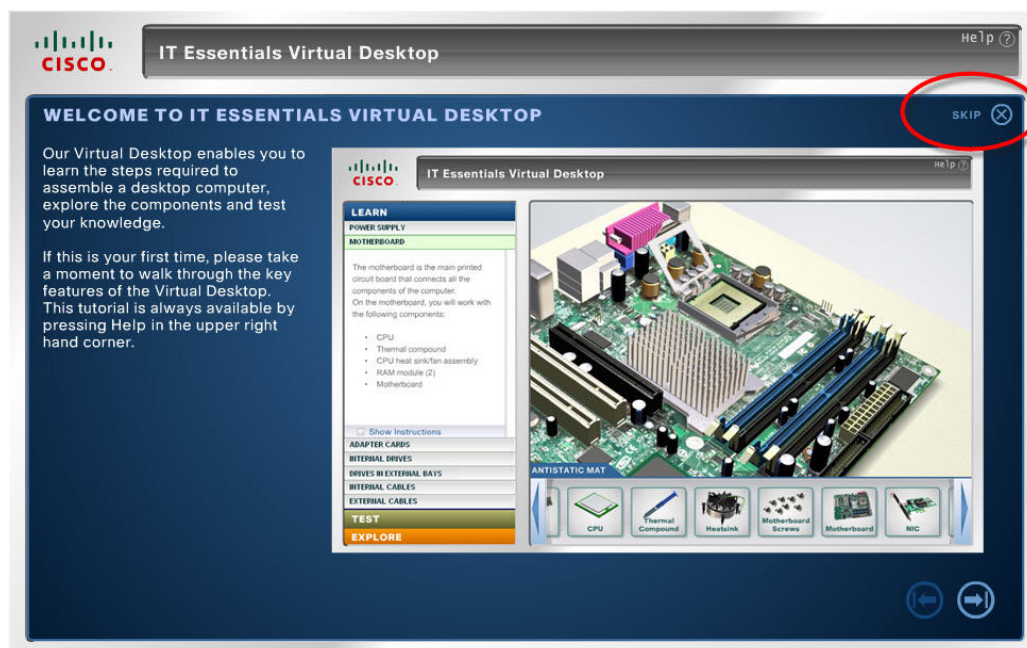 CISCO
IT Essentials Virtual Desktop
Help ?
WELCOME TO IT ESSENTIALS VIRTUAL DESKTOP
SKIP
Our Virtual Desktop enables you to
learn the steps required to
assemble a desktop computer,
explore the components and test
your knowledge.
If this is your first time, please take
a moment to walk through the key
features of the Virtual Desktop.
This tutorial is always available by
pressing Help in the upper right
hand corner.
CISCO
IT Essentials Virtual Desktop
Help ?
LEARN
POWER SUPPLY
MOTHERBOARD
The motherboard is the main printed
circuit board that connects all the
components of the computer.
On the motherboard, you will work with
the following components:
• CPU
• Thermal compound
• CPU heat sink/fan assembly
• RAM module (2)
• Motherboard
Show Instructions
ADAPTER CARDS
INTERNAL DRIVES
DRIVES IN EXTERNAL BAYS
INTERNAL CABLES
EXTERNAL CABLES
TEST
EXPLORE
ANTISTATIC MAT
CPU
Thermal
Compound
Heatsink
Motherboard
Screws
Motherboard
NIC